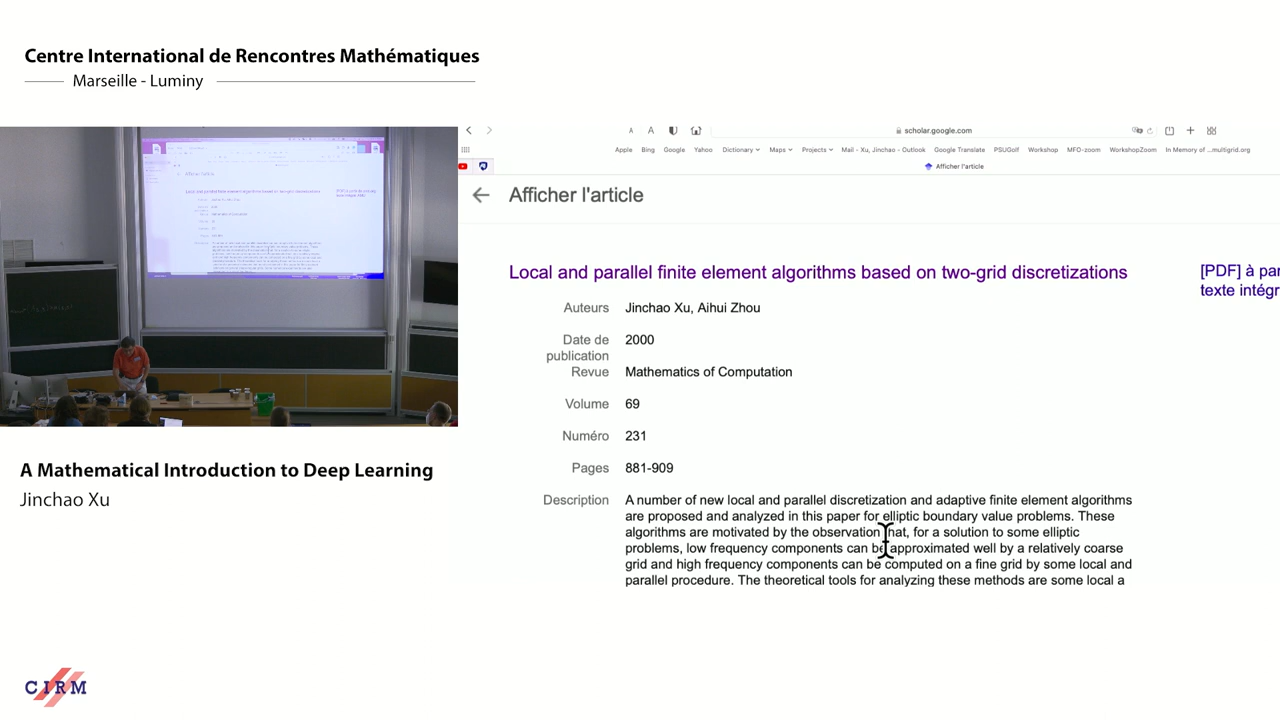 Centre International de Rencontres Mathématiques
Marseille - Luminy
scholar.google.com
Apple Bing Google Yahoo Dictionary Maps Projects Mail - Xu, Jinchao - Outlook Google Translate PSUGolf Workshop MFO-zoom WorkshopZoom In Memory of ...multigrid.org
Afficher l'article
Afficher l'article
Local and parallel finite element algorithms based on two-grid discretizations
[PDF] à par
texte intégr
Auteurs Jinchao Xu, Aihui Zhou
Date de publication 2000
Revue Mathematics of Computation
Volume 69
Numéro 231
Pages 881-909
Description A number of new local and parallel discretization and adaptive finite element algorithms
are proposed and analyzed in this paper for elliptic boundary value problems. These
algorithms are motivated by the observation that, for a solution to some elliptic
problems, low frequency components can be approximated well by a relatively coarse
grid and high frequency components can be computed on a fine grid by some local and
parallel procedure. The theoretical tools for analyzing these methods are some local a
A Mathematical Introduction to Deep Learning
Jinchao Xu
CIRM